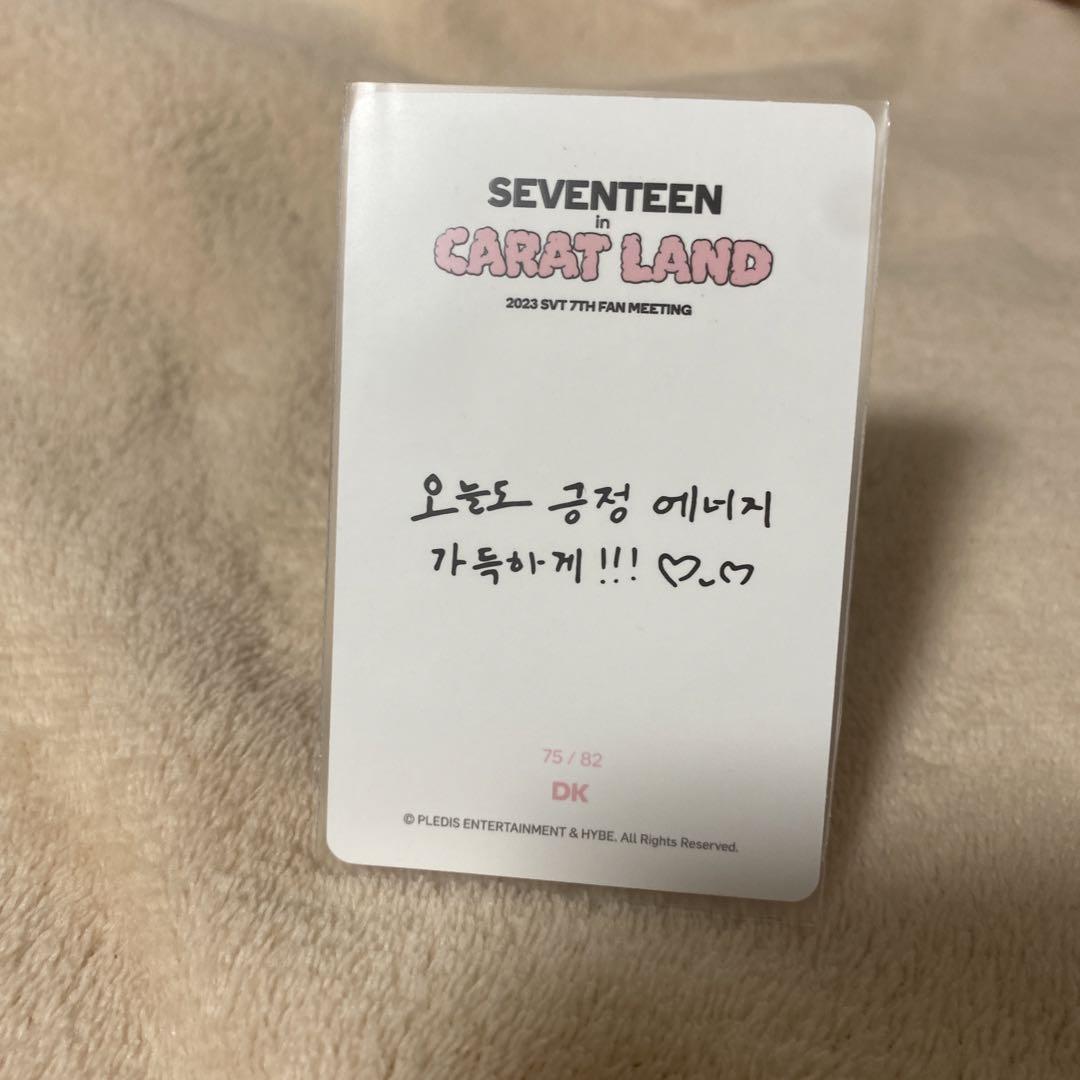 SEVENTEEN
in
CARAT LAND
2023 SVT 7TH FAN MEETING
오늘도 긍정 에너지
가득하게!!! ♡_♡
75 / 82
DK
© PLEDIS ENTERTAINMENT & HYBE. All Rights Reserved.